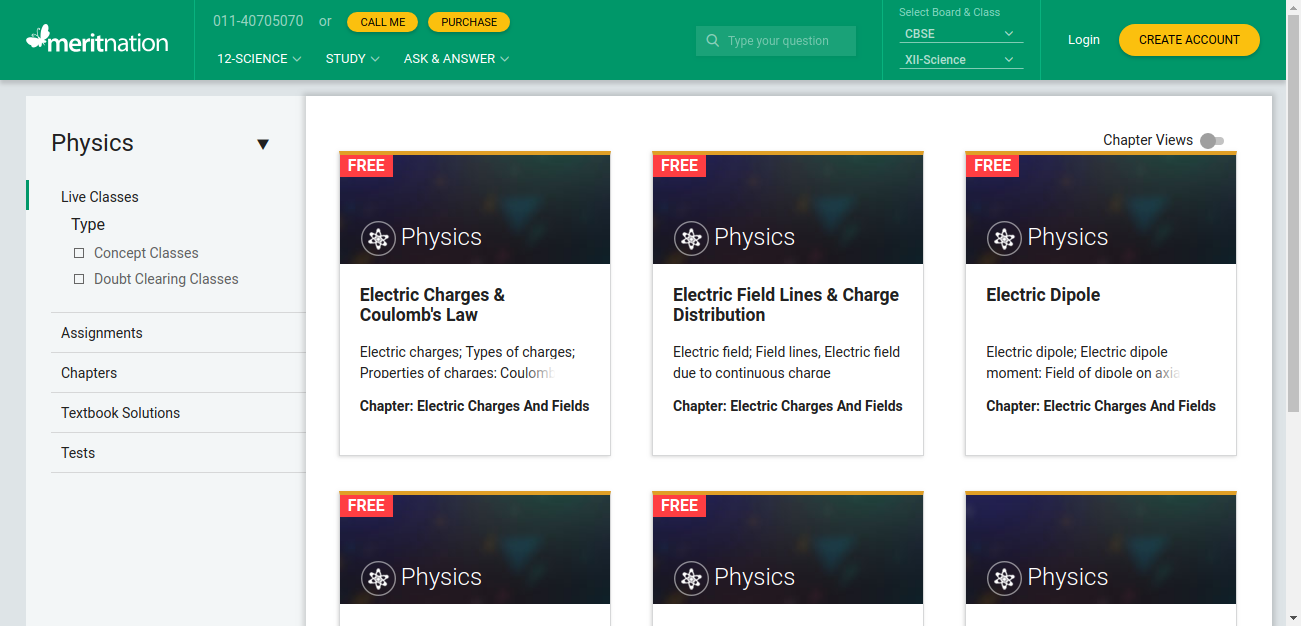 meritnation
011-40705070 or CALL ME PURCHASE
12-SCIENCE STUDY ASK & ANSWER
Type your question
Select Board & Class
CBSE
XII-Science
Login
CREATE ACCOUNT
Physics
Live Classes
Type
Concept Classes
Doubt Clearing Classes
Assignments
Chapters
Textbook Solutions
Tests
Chapter Views
FREE
Physics
Electric Charges &
Coulomb's Law
Electric charges; Types of charges;
Properties of charges; Coulomb
Chapter: Electric Charges And Fields
FREE
Physics
Electric Field Lines & Charge
Distribution
Electric field; Field lines, Electric field
due to continuous charge
Chapter: Electric Charges And Fields
FREE
Physics
Electric Dipole
Electric dipole; Electric dipole
moment; Field of dipole on axia
Chapter: Electric Charges And Fields
FREE
Physics
FREE
Physics
Physics